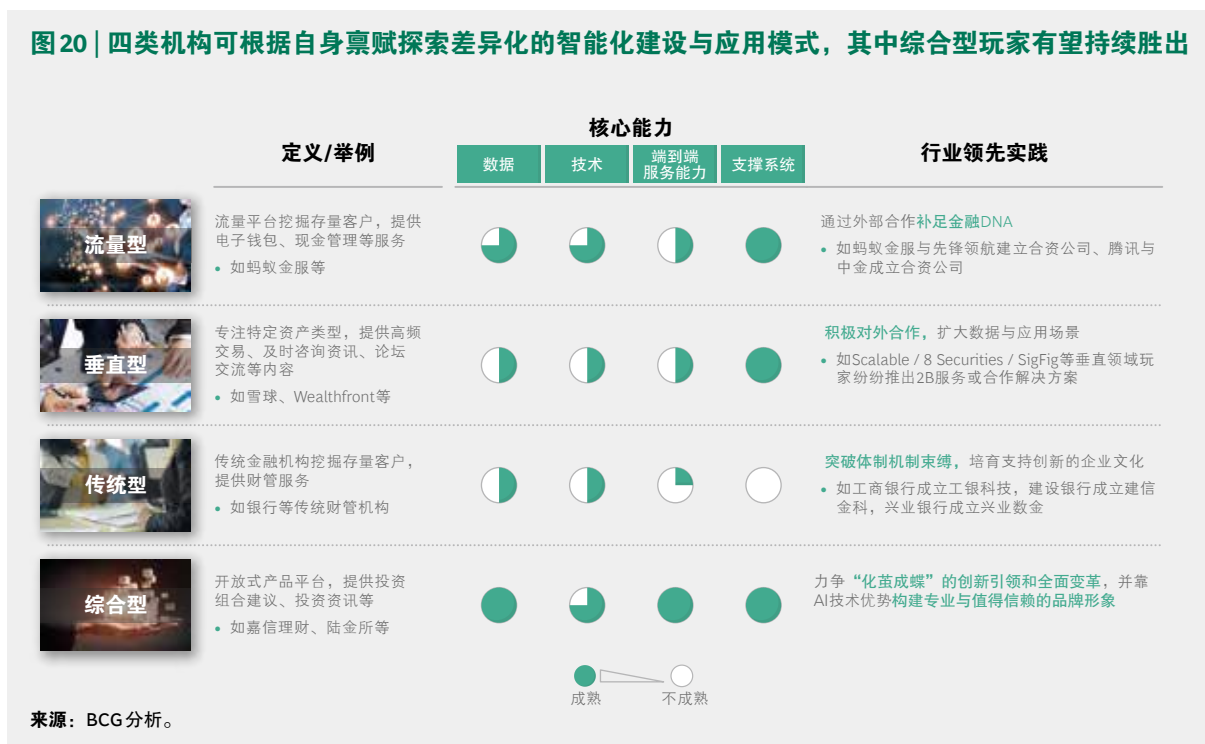 图20 | 四类机构可根据自身禀赋探索差异化的智能化建设与应用模式，其中综合型玩家有望持续胜出
定义/举例
核心能力
数据
技术
端到端
服务能力
支撑系统
行业领先实践
流量型
流量平台挖掘存量客户，提供
电子钱包、现金管理等服务
• 如蚂蚁金服等
通过外部合作补足金融DNA
• 如蚂蚁金服与先锋领航建立合资公司、腾讯与
中金成立合资公司
垂直型
专注特定资产类型，提供高频
交易、及时咨询资讯、论坛
交流等内容
• 如雪球、Wealthfront等
积极对外合作，扩大数据与应用场景
• 如Scalable / 8 Securities / SigFig等垂直领域玩
家纷纷推出2B服务或合作解决方案
传统型
传统金融机构挖掘存量客户，
提供财管服务
• 如银行等传统财管机构
突破体制机制束缚，培育支持创新的企业文化
• 如工商银行成立工银科技，建设银行成立建信
金科，兴业银行成立兴业数金
综合型
开放式产品平台，提供投资
组合建议、投资资讯等
• 如嘉信理财、陆金所等
力争“化茧成蝶”的创新引领和全面变革，并靠
AI技术优势构建专业与值得信赖的品牌形象
成熟
不成熟
来源：BCG分析。